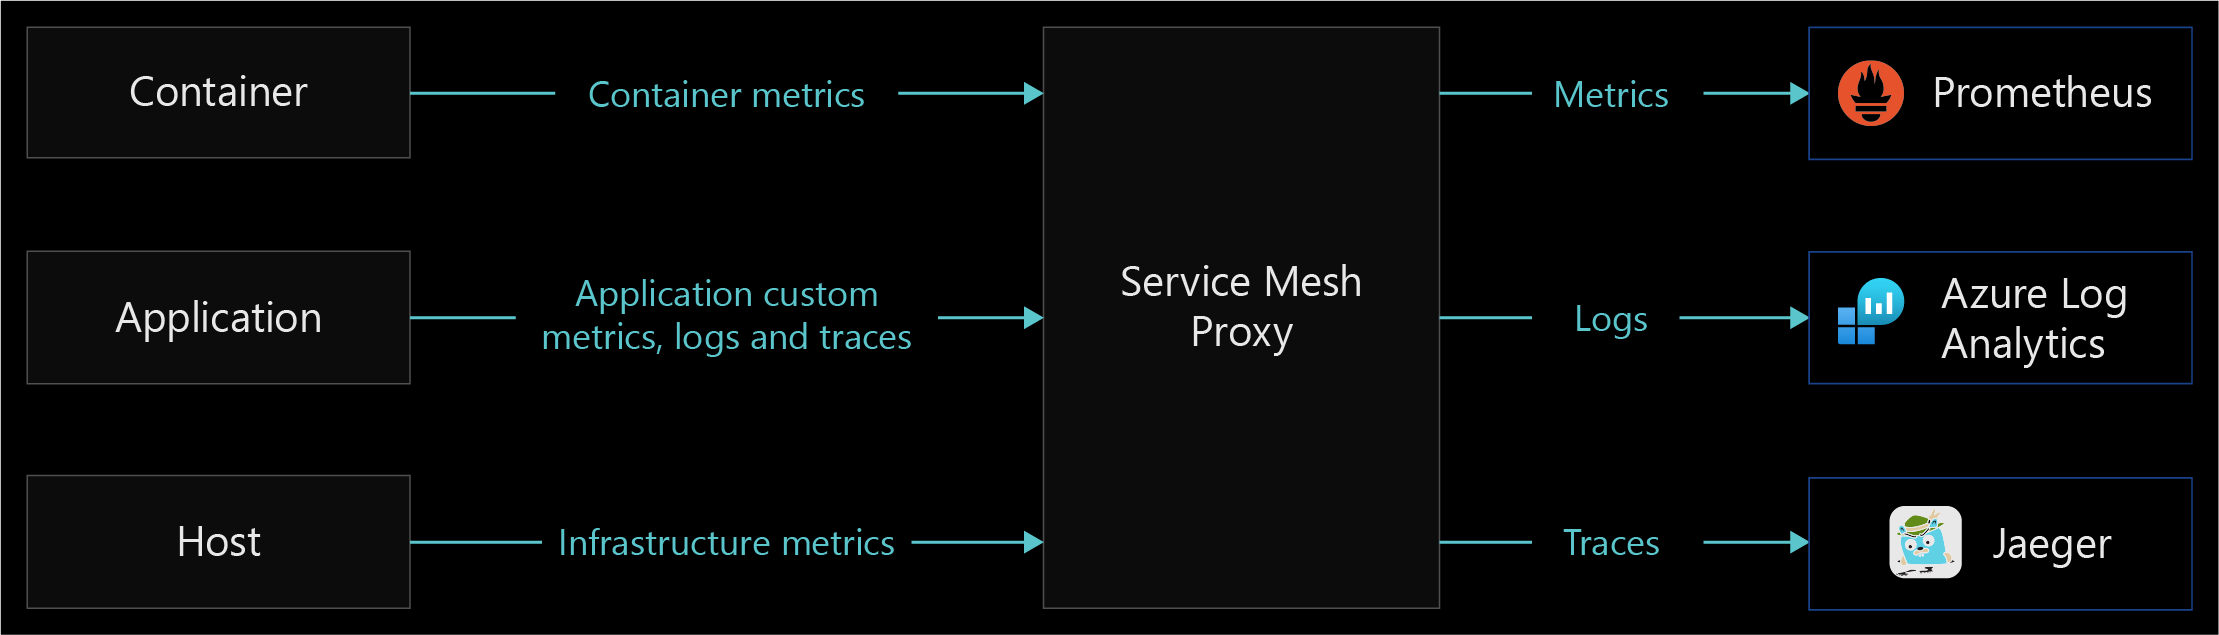 Container
Container metrics
Metrics
Prometheus
Application
Application custom
metrics, logs and traces
Service Mesh
Proxy
Logs
Azure Log
Analytics
Host
Infrastructure metrics
Traces
Jaeger